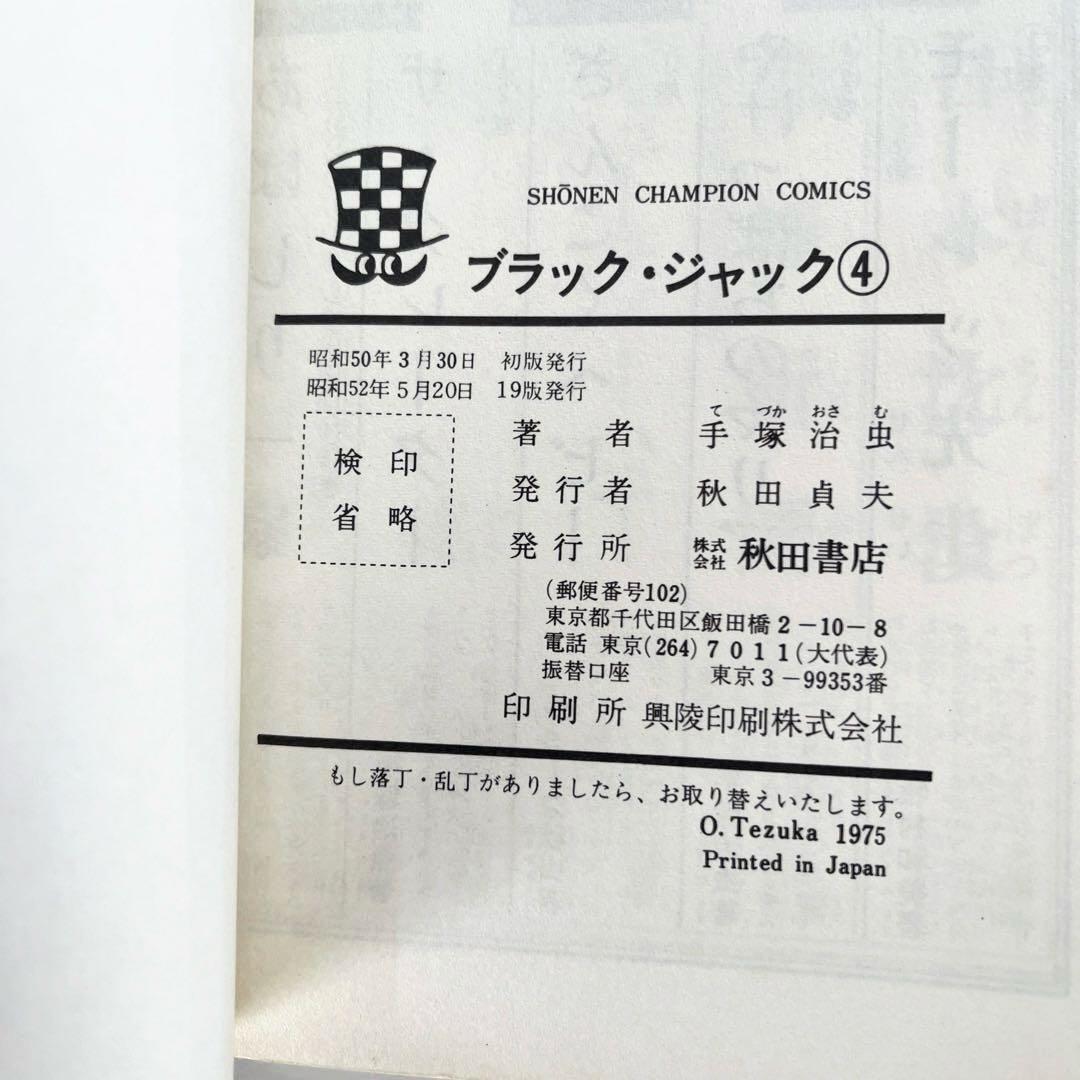 SHŌNEN CHAMPION COMICS
ブラック・ジャック④
昭和50年3月30日 初版発行
昭和52年5月20日 19版発行
検印
省略
著者 手塚治虫
てづかおさむ
発行者 秋田貞夫
発行所 株式会社 秋田書店
(郵便番号102)
東京都千代田区飯田橋2-10-8
電話 東京(264)7011(大代表)
振替口座 東京3-99353番
印刷所 興陵印刷株式会社
もし落丁・乱丁がありましたら、お取り替えいたします。
O. Tezuka 1975
Printed in Japan